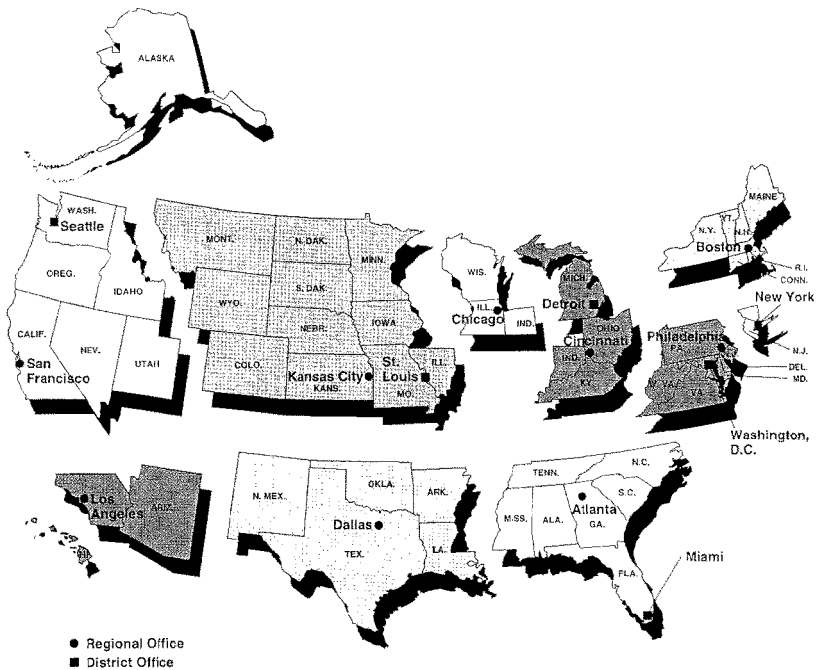 ALASKA
WASH.
Seattle
OREG.
IDAHO
CALIF.
NEV.
UTAH
San
Francisco
MONT.
N. DAK.
MINN.
WYO.
S. DAK.
NEBR.
IOWA
COLO.
KANS.
Kansas City
St.
Louis
ILL.
MO.
WIS.
ILL.
Chicago
IND.
MICH.
Detroit
OHIO
Cincinnati
IND.
KY.
MAINE
VT.
N.H.
N.Y.
Boston
R.I.
CONN.
New York
Philadelphia
PA.
N.J.
DEL.
MD.
VA.
Washington,
D.C.
Los
Angeles
ARIZ.
N. MEX.
OKLA.
ARK.
Dallas
TEX.
LA.
TENN.
N.C.
S.C.
Atlanta
M SS.
ALA.
GA.
FLA.
Miami
Regional Office
District Office